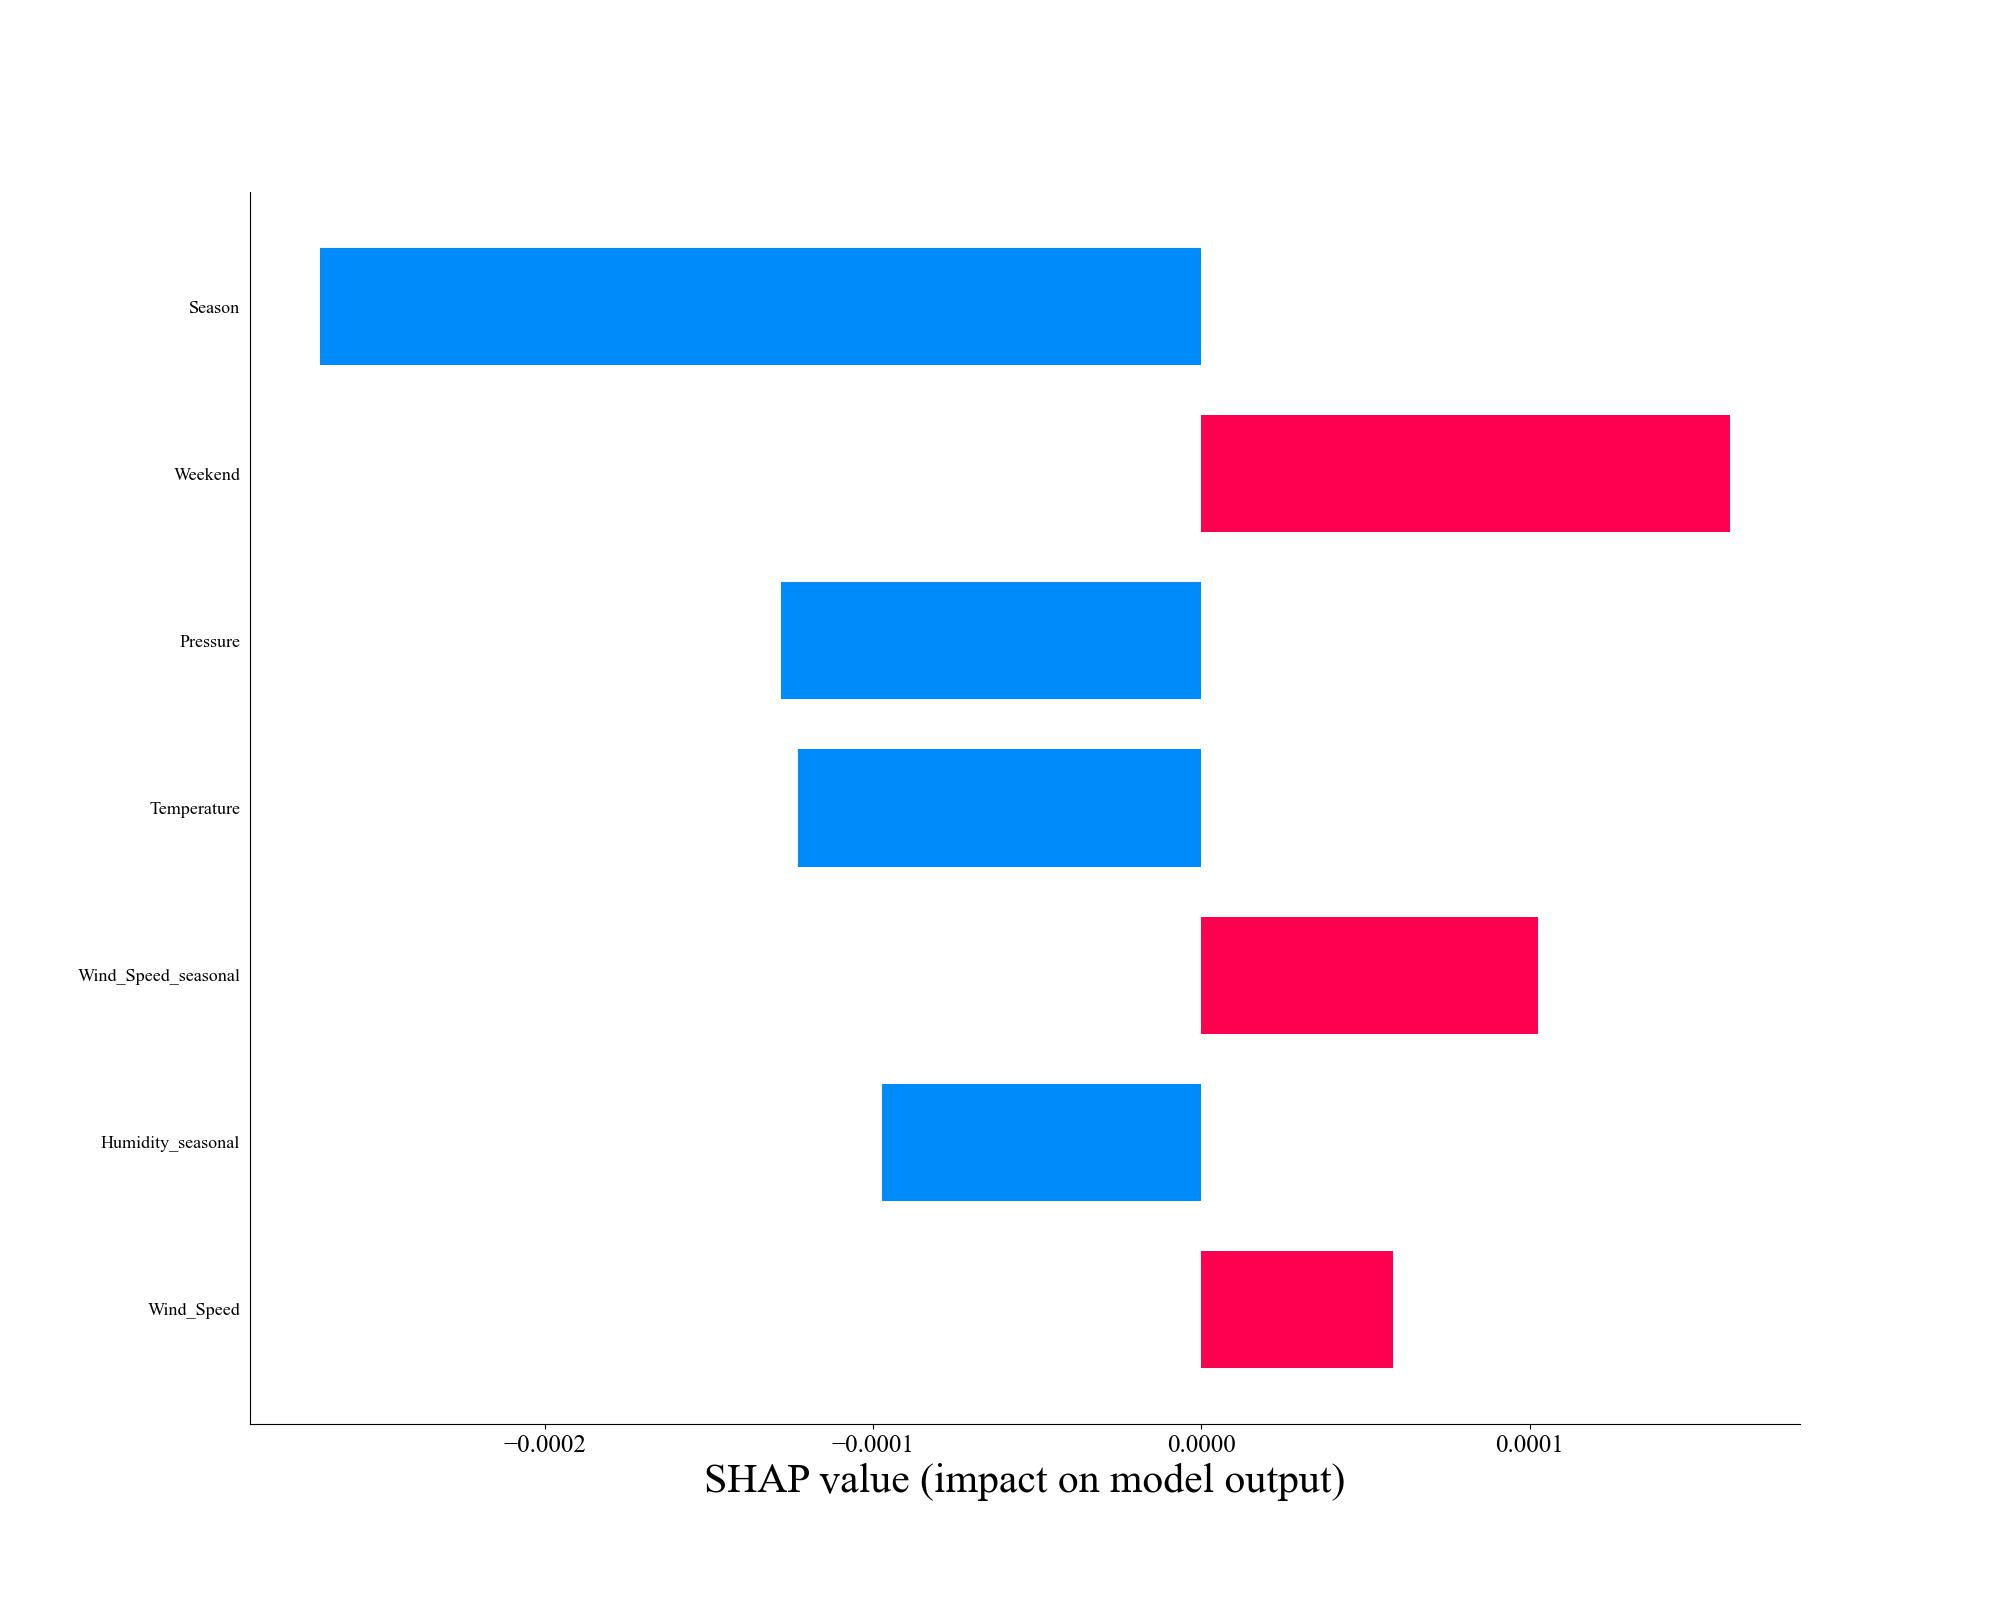 Season
Weekend
Pressure
Temperature
Wind_Speed_seasonal
Humidity_seasonal
Wind_Speed
−0.0002 −0.0001 0.0000 0.0001
SHAP value (impact on model output)